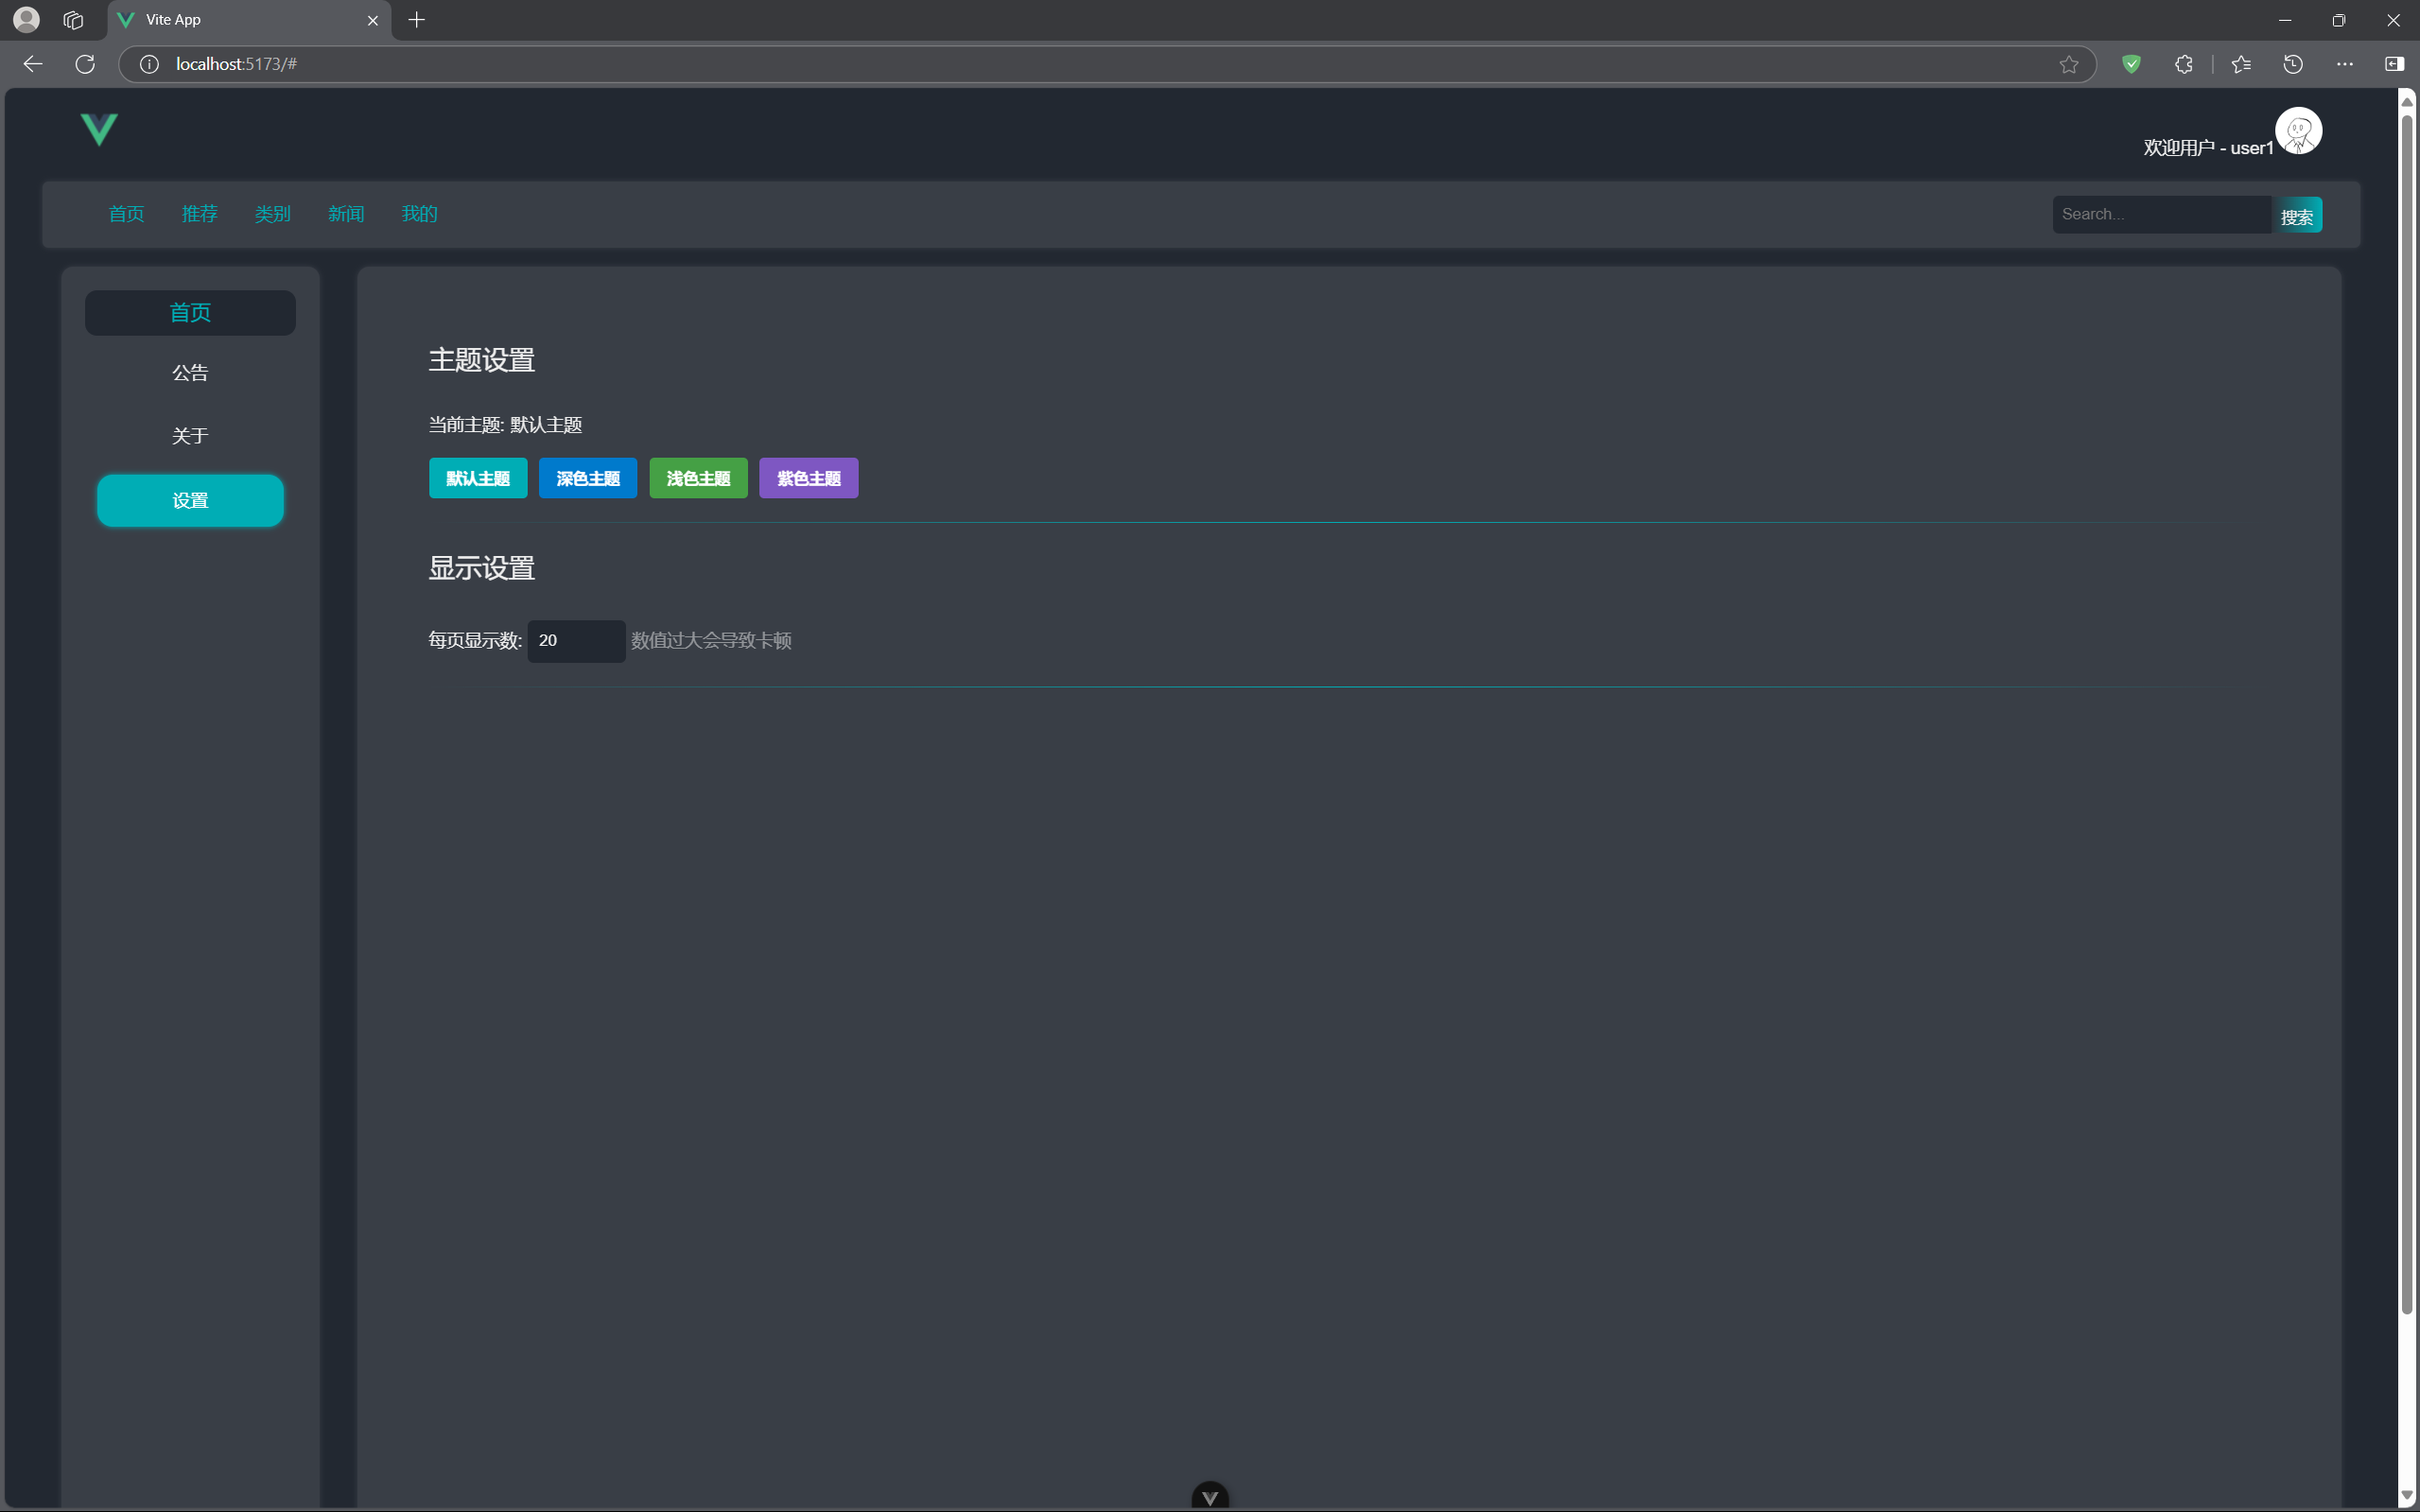 Vite App
localhost:5173/#
欢迎用户 - user1
首页 推荐 类别 新闻 我的
Search...
搜索
首页
公告
关于
设置
主题设置
当前主题: 默认主题
默认主题 深色主题 浅色主题 紫色主题
显示设置
每页显示数: 20 数值过大会导致卡顿